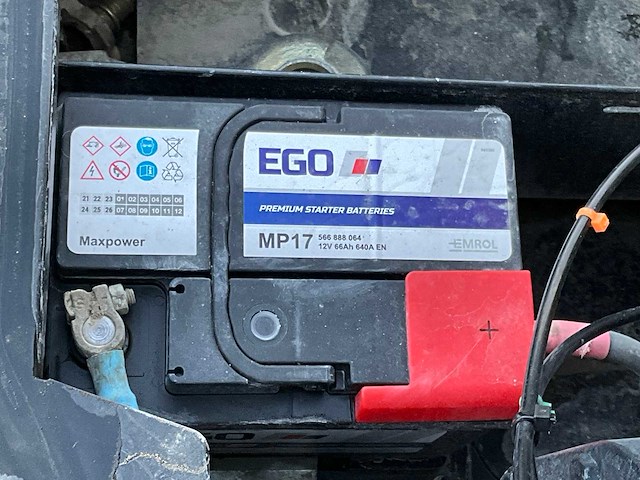 EGO
PREMIUM STARTER BATTERIES
MP17 566 888 064
12V 66Ah 640A EN
EMROL
21 22 23 01 02 03 04 05 06
24 25 26 07 08 09 10 11 12
Maxpower
+
EGO